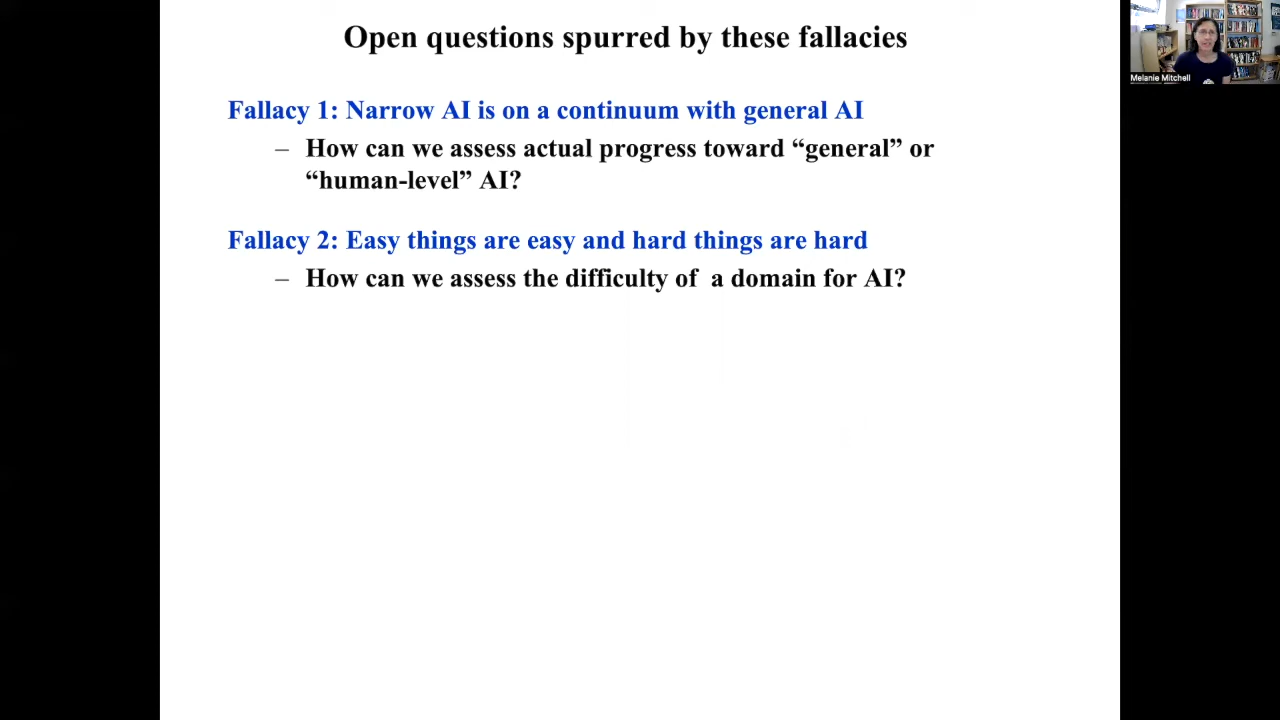 Open questions spurred by these fallacies
Melanie Mitchell
Fallacy 1: Narrow AI is on a continuum with general AI
– How can we assess actual progress toward “general” or
“human-level” AI?
Fallacy 2: Easy things are easy and hard things are hard
– How can we assess the difficulty of  a domain for AI?